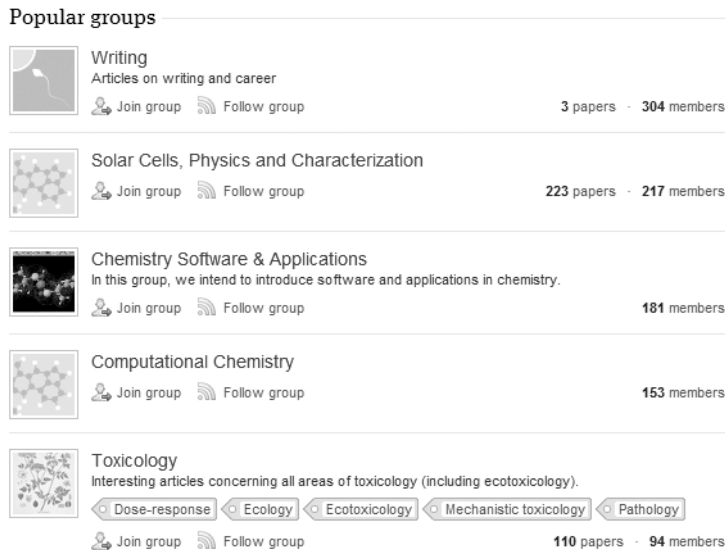 Popular groups
Writing
Articles on writing and career
Join group Follow group 3 papers · 304 members
Solar Cells, Physics and Characterization
Join group Follow group 223 papers · 217 members
Chemistry Software & Applications
In this group, we intend to introduce software and applications in chemistry.
Join group Follow group 181 members
Computational Chemistry
Join group Follow group 153 members
Toxicology
Interesting articles concerning all areas of toxicology (including ecotoxicology).
Dose-response Ecology Ecotoxicology Mechanistic toxicology Pathology
Join group Follow group 110 papers · 94 members